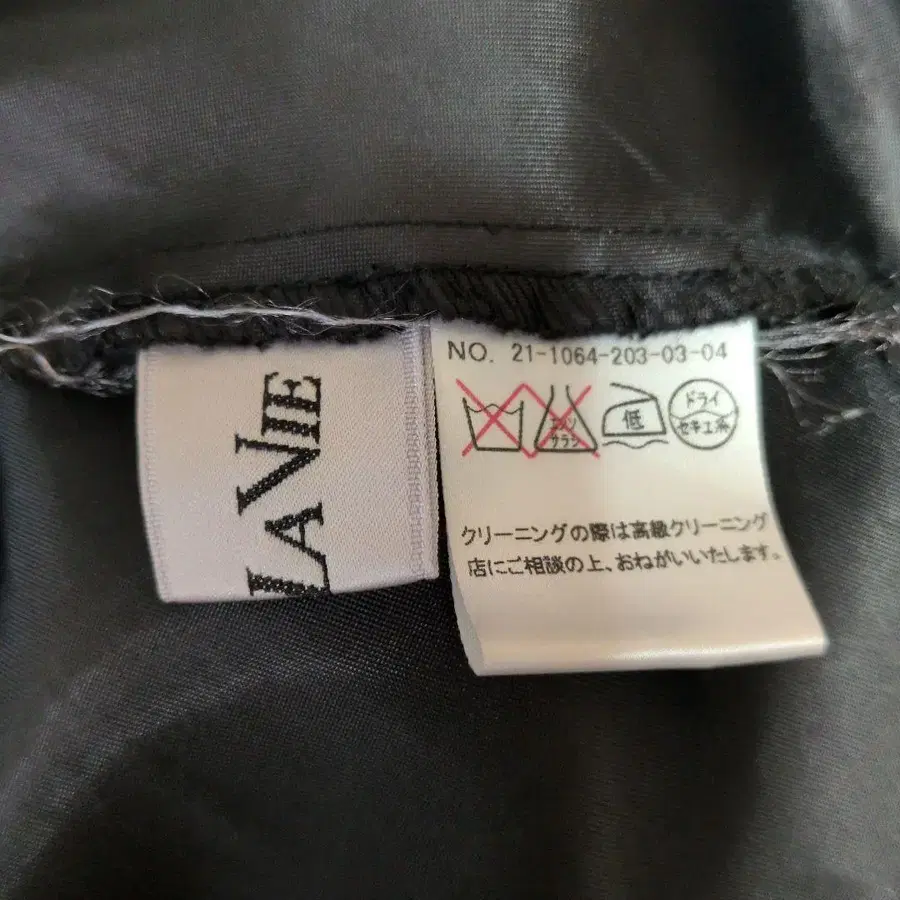 NO. 21-1064-203-03-04
エンソ
サラシ
低
ドライ
セキユ系
クリーニングの際は高級クリーニング
店にご相談の上、おねがいいたします。